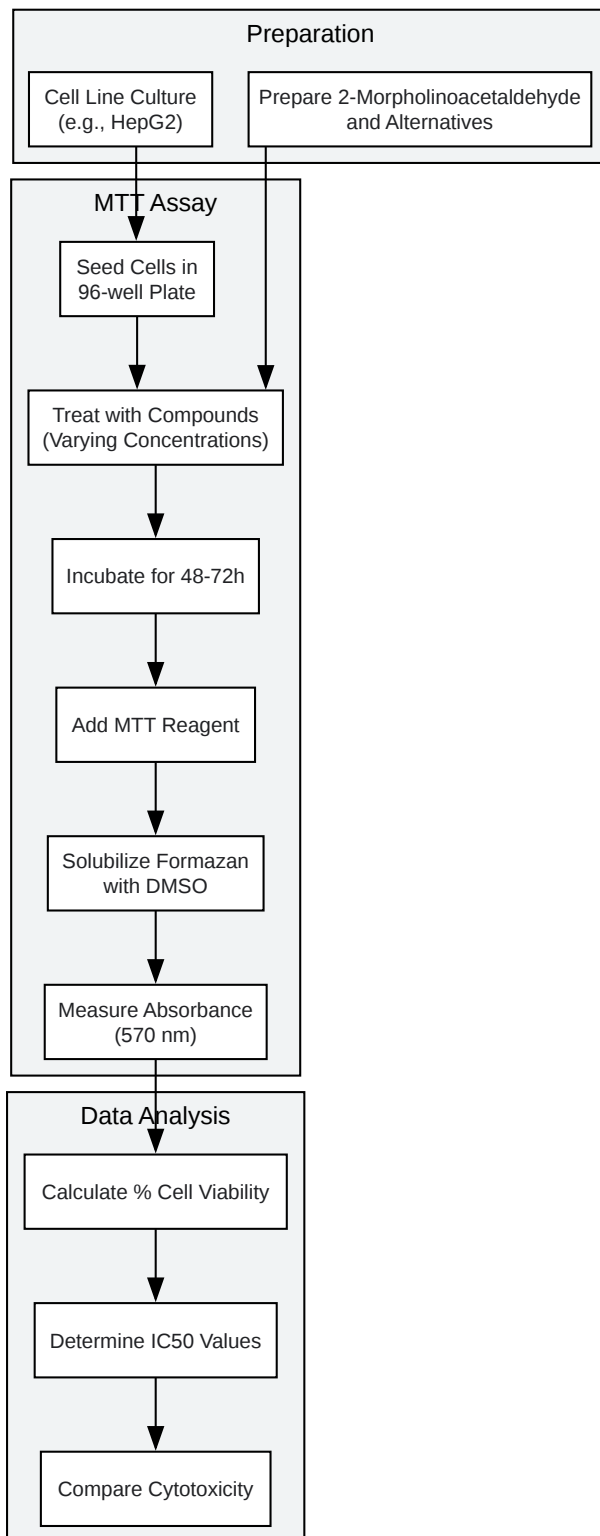 Preparation
Cell Line Culture
(e.g., HepG2)
Prepare 2-Morpholinoacetaldehyde
and Alternatives
MTT Assay
Seed Cells in
96-well Plate
Treat with Compounds
(Varying Concentrations)
Incubate for 48-72h
Add MTT Reagent
Solubilize Formazan
with DMSO
Measure Absorbance
(570 nm)
Data Analysis
Calculate % Cell Viability
Determine IC50 Values
Compare Cytotoxicity